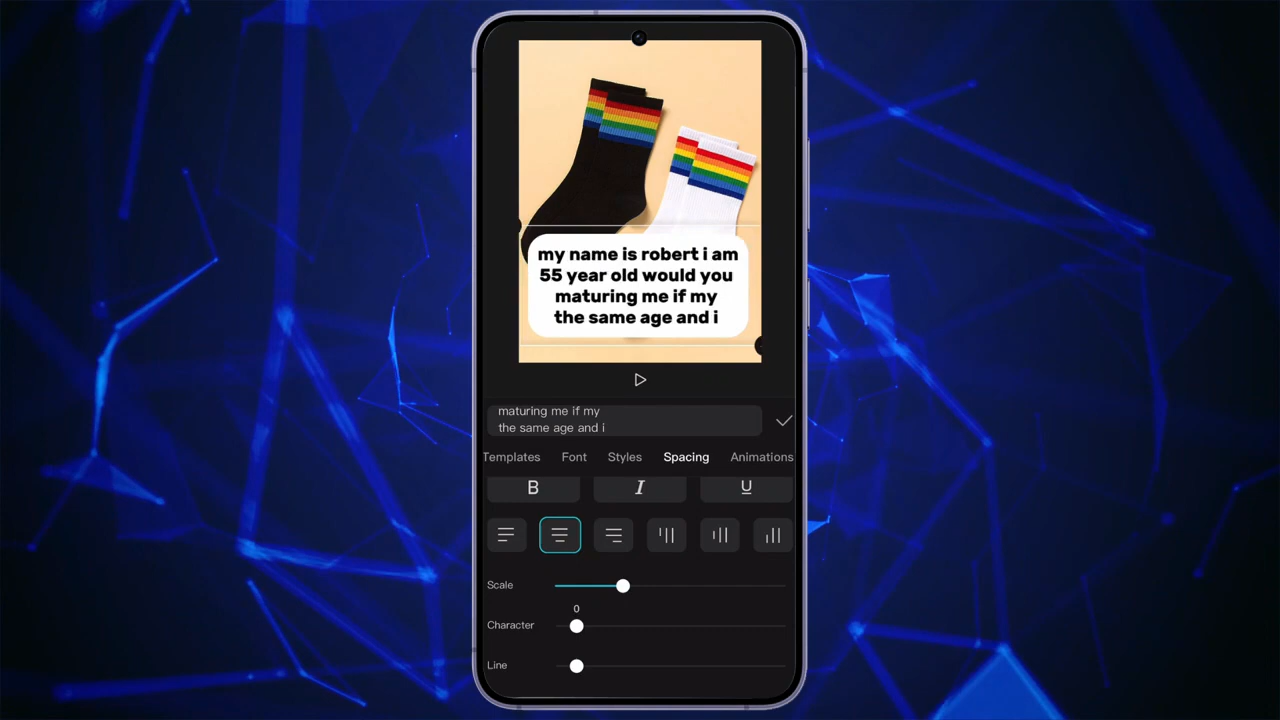 my name is robert i am
55 year old would you
maturing me if my
the same age and i
maturing me if my
the same age and i
Templates Font Styles Spacing Animations
B I U
Scale
0
Character
Line